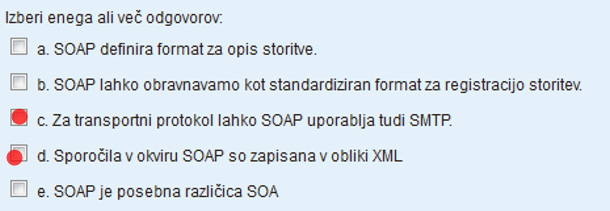 Izberi enega ali več odgovorov:
a. SOAP definira format za opis storitve.
b. SOAP lahko obravnavamo kot standardiziran format za registracijo storitev.
c. Za transportni protokol lahko SOAP uporablja tudi SMTP.
d. Sporočila v okviru SOAP so zapisana v obliki XML
e. SOAP je posebna različica SOA